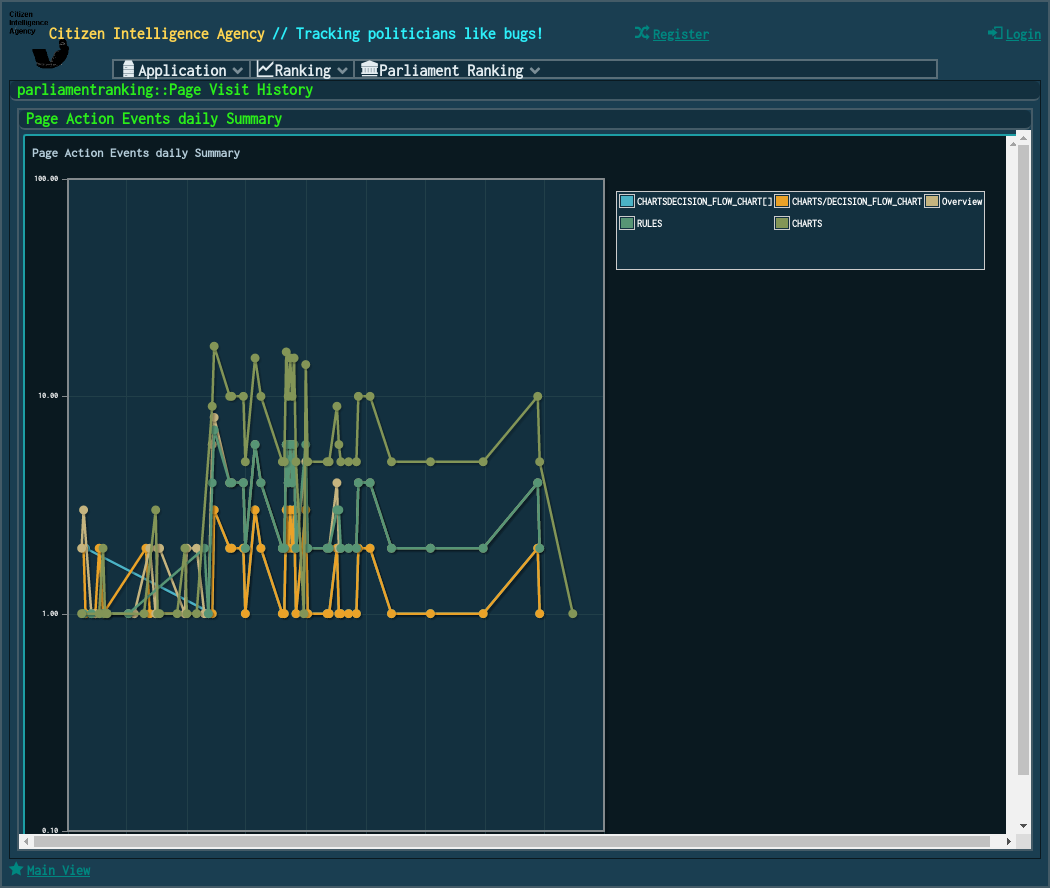 Citizen
Intelligence
Agency
Citizen Intelligence Agency // Tracking politicians like bugs!
Register
Login
Application
Ranking
Parliament Ranking
parliamentranking::Page Visit History
Page Action Events daily Summary
Page Action Events daily Summary
100.00
10.00
1.00
0.10
CHARTSDECISION_FLOW_CHART[]
CHARTS/DECISION_FLOW_CHART
Overview
RULES
CHARTS
Main View